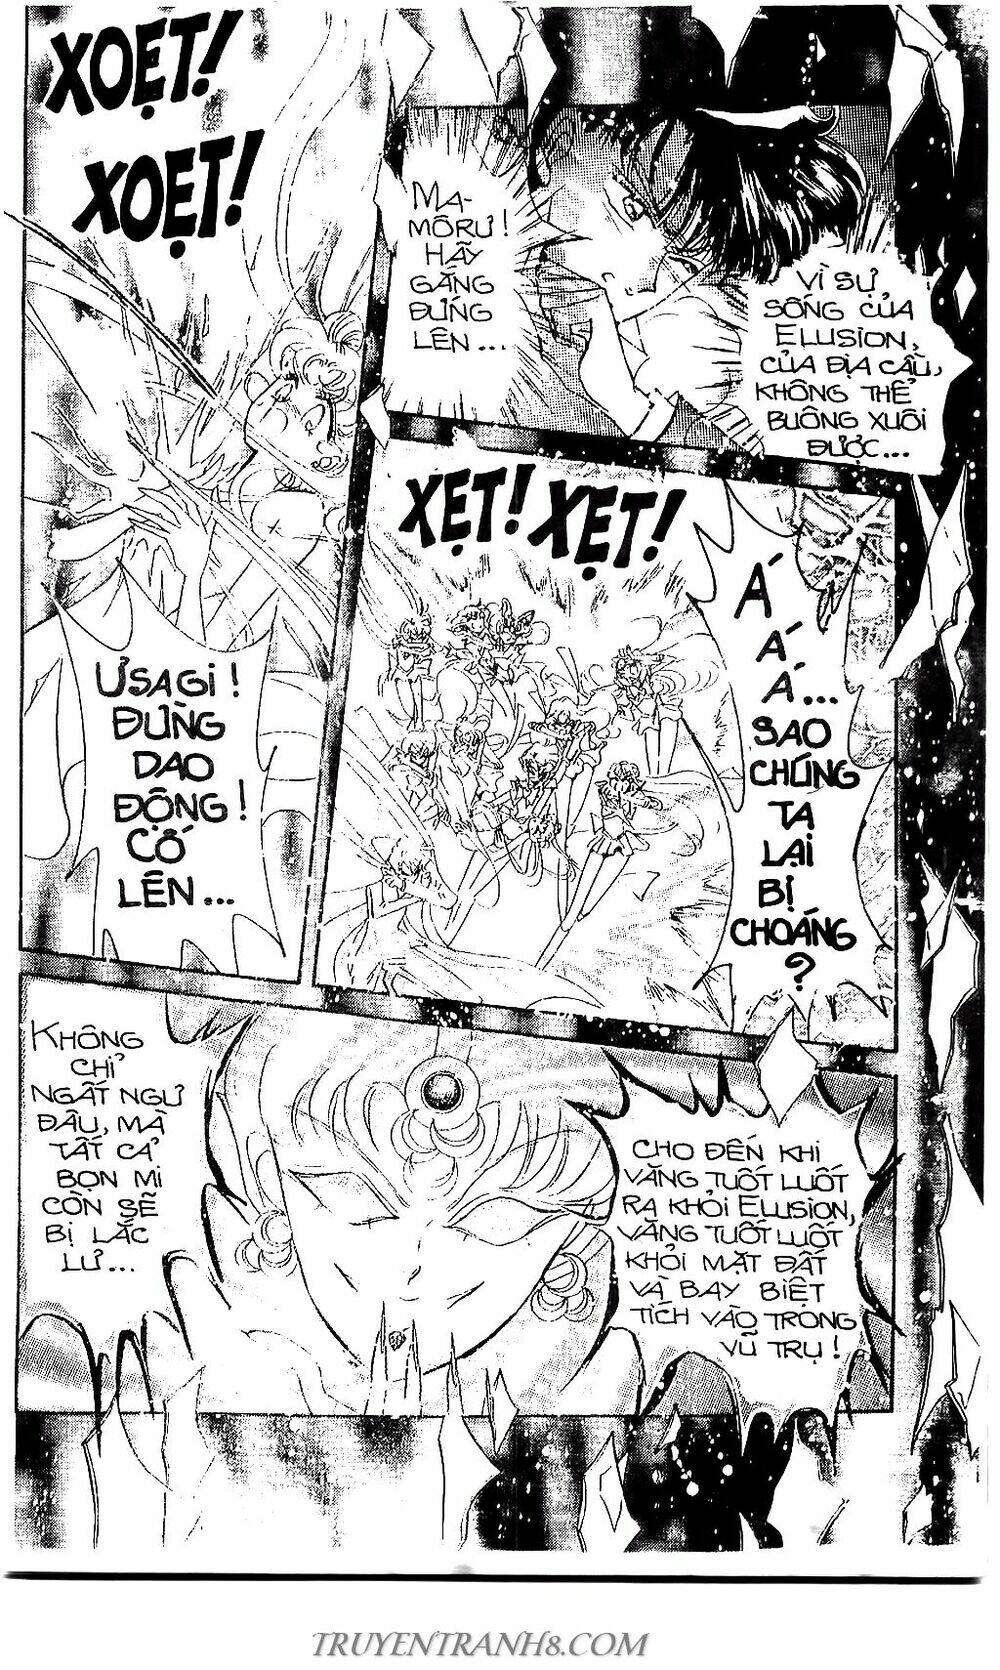 XOẸT!
XOẸT!
MA-
MÔRƯ!
HÃY
GẮNG
ĐỨNG
LÊN...
VÌ SỰ
SỐNG CỦA
ELUSION,
CỦA ĐỊA CẦU,
KHÔNG THỂ
BUÔNG XUÔI
ĐƯỢC...
ƯSAGI!
ĐỪNG
DAO
ĐỘNG!
CỐ
LÊN...
XẸT! XẸT!
Á
Á
Á...
SAO
CHÚNG
TA
LẠI
BỊ
CHOÁNG
?
KHÔNG
CHỈ
NGẤT NGƯ
ĐÂU, MÀ
TẤT CẢ
BỌN MI
CÒN SẼ
BỊ LẮC
LƯ...
CHO ĐẾN KHI
VĂNG TUỐT LUỐT
RA KHỎI ELUSION,
VĂNG TUỐT LUỐT
KHỎI MẶT ĐẤT
VÀ BAY BIỆT
TÍCH VÀO TRONG
VŨ TRỤ!
TRUYENTRANH8.COM